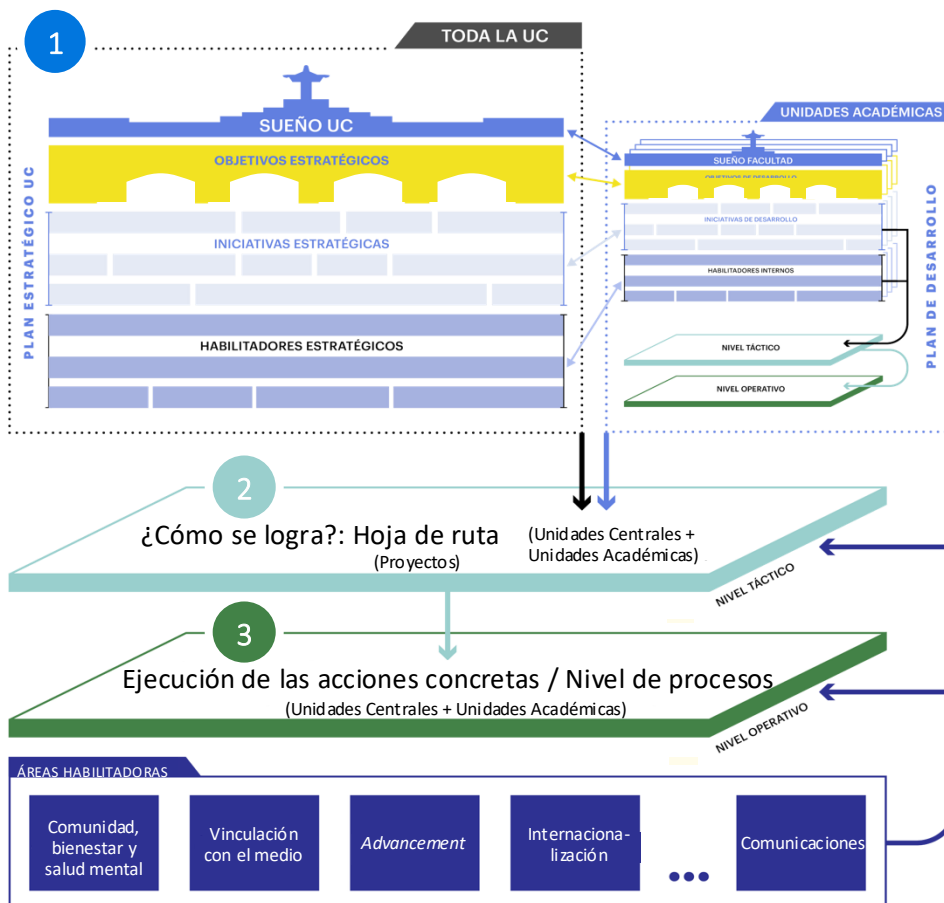 1
TODA LA UC
SUEÑO UC
OBJETIVOS ESTRATÉGICOS
INICIATIVAS ESTRATÉGICAS
HABILITADORES ESTRATÉGICOS
PLAN ESTRATÉGICO UC
UNIDADES ACADÉMICAS
SUEÑO FACULTAD
OBJETIVOS DE DESARROLLO
INICIATIVAS DE DESARROLLO
HABILITADORES INTERNOS
NIVEL TÁCTICO
NIVEL OPERATIVO
PLAN DE DESARROLLO
2
¿Cómo se logra?: Hoja de ruta
(Proyectos)
(Unidades Centrales +
Unidades Académicas)
NIVEL TÁCTICO
3
Ejecución de las acciones concretas / Nivel de procesos
(Unidades Centrales + Unidades Académicas)
NIVEL OPERATIVO
ÁREAS HABILITADORAS
Comunidad,
bienestar y
salud mental
Vinculación
con el medio
Advancement
Internaciona-
lización
...
Comunicaciones